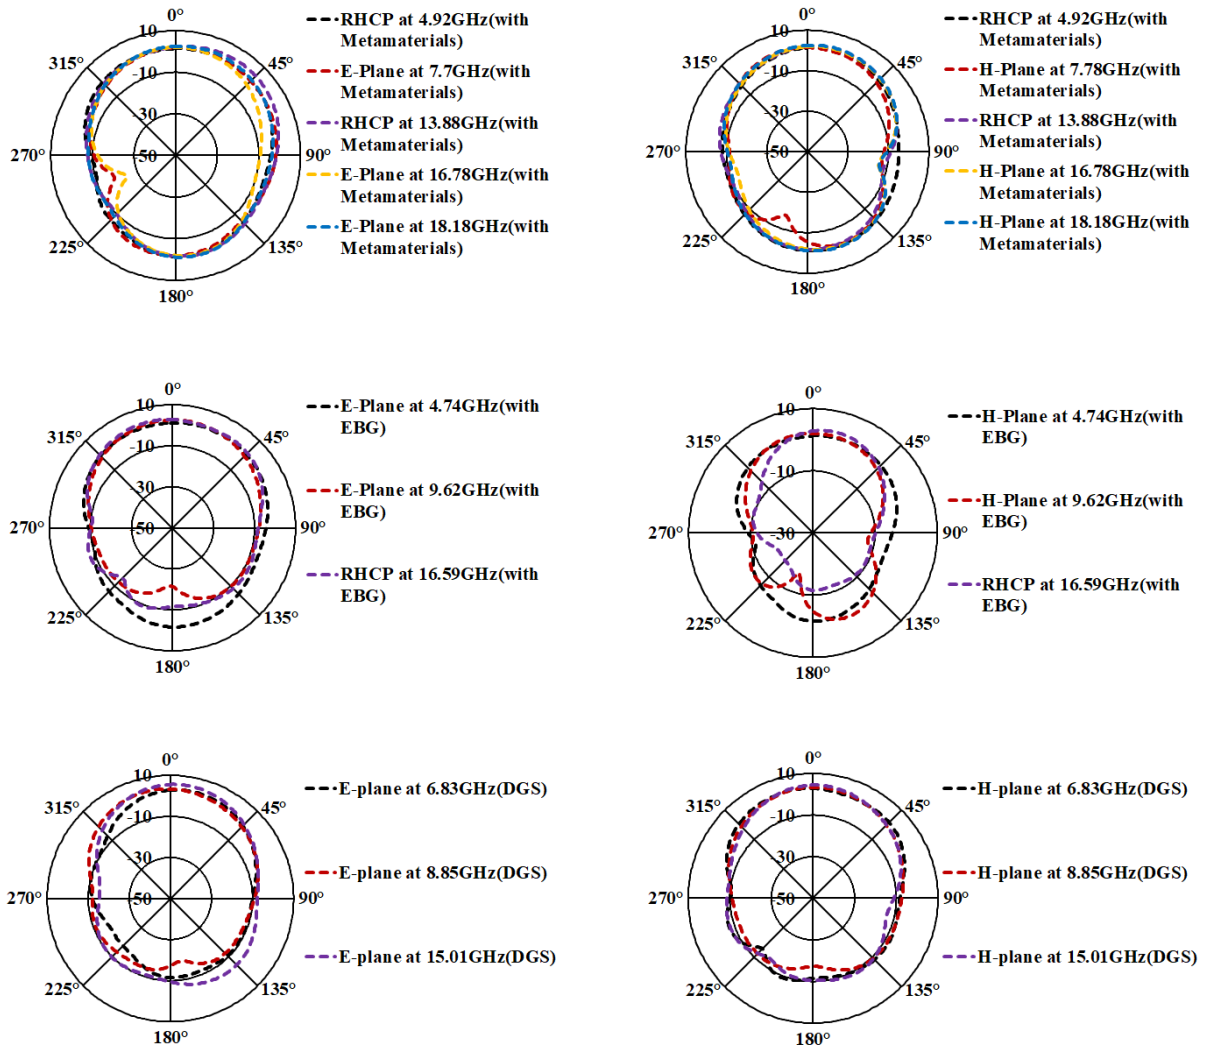 0°
10
-10
-30
-50
315°
45°
270°
90°
225°
135°
180°
RHCP at 4.92GHz(with
Metamaterials)
E-Plane at 7.7GHz(with
Metamaterials)
RHCP at 13.88GHz(with
Metamaterials)
E-Plane at 16.78GHz(with
Metamaterials)
E-Plane at 18.18GHz(with
Metamaterials)
0°
10
-10
-30
-50
315°
45°
270°
90°
225°
135°
180°
RHCP at 4.92GHz(with
Metamaterials)
H-Plane at 7.78GHz(with
Metamaterials)
RHCP at 13.88GHz(with
Metamaterials)
H-Plane at 16.78GHz(with
Metamaterials)
H-Plane at 18.18GHz(with
Metamaterials)
0°
10
-10
-30
-50
315°
45°
270°
90°
225°
135°
180°
E-Plane at 4.74GHz(with
EBG)
E-Plane at 9.62GHz(with
EBG)
RHCP at 16.59GHz(with
EBG)
0°
10
-10
-30
315°
45°
270°
90°
225°
135°
180°
H-Plane at 4.74GHz(with
EBG)
H-Plane at 9.62GHz(with
EBG)
RHCP at 16.59GHz(with
EBG)
0°
10
-10
-30
-50
315°
45°
270°
90°
225°
135°
180°
E-plane at 6.83GHz(DGS)
E-plane at 8.85GHz(DGS)
E-plane at 15.01GHz(DGS)
0°
10
-10
-30
-50
315°
45°
270°
90°
225°
135°
180°
H-plane at 6.83GHz(DGS)
H-plane at 8.85GHz(DGS)
H-plane at 15.01GHz(DGS)